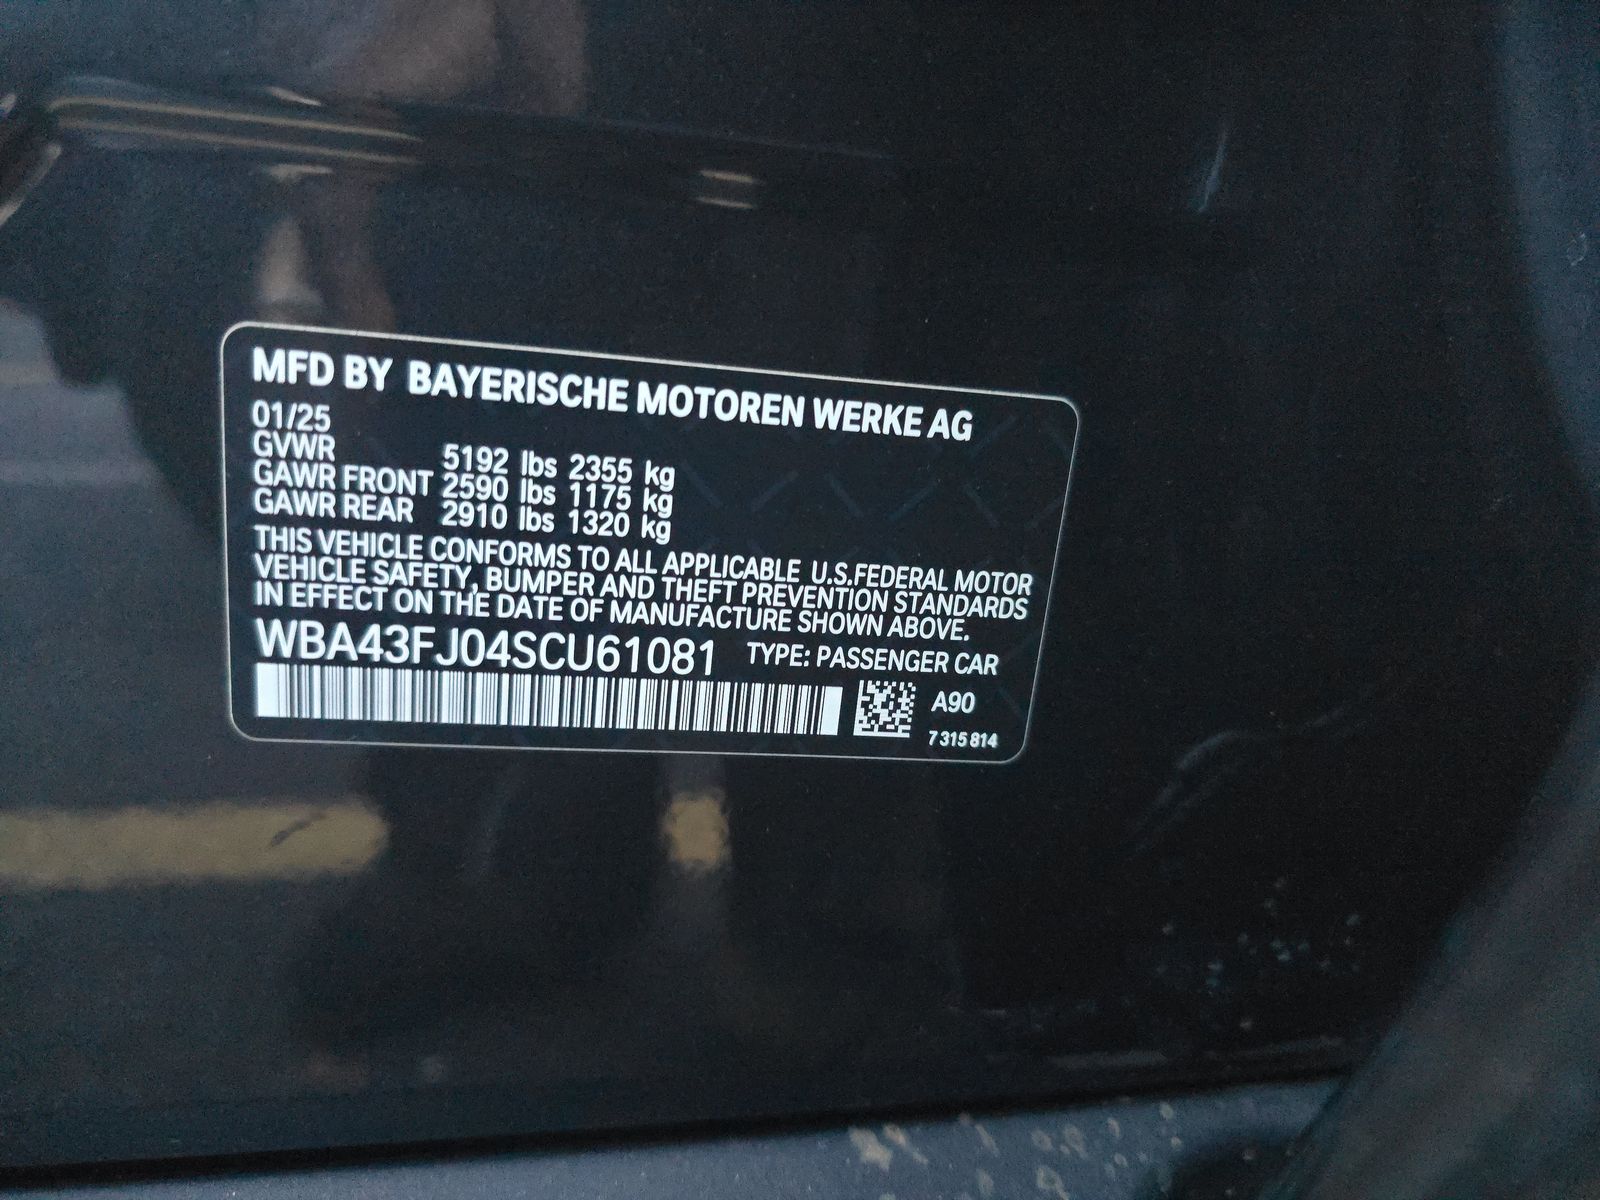 MFD BY BAYERISCHE MOTOREN WERKE AG
01/25
GVWR 5192 lbs 2355 kg
GAWR FRONT 2590 lbs 1175 kg
GAWR REAR 2910 lbs 1320 kg
THIS VEHICLE CONFORMS TO ALL APPLICABLE U.S.FEDERAL MOTOR
VEHICLE SAFETY, BUMPER AND THEFT PREVENTION STANDARDS
IN EFFECT ON THE DATE OF MANUFACTURE SHOWN ABOVE.
WBA43FJ04SCU61081 TYPE: PASSENGER CAR
A90
7 315 814